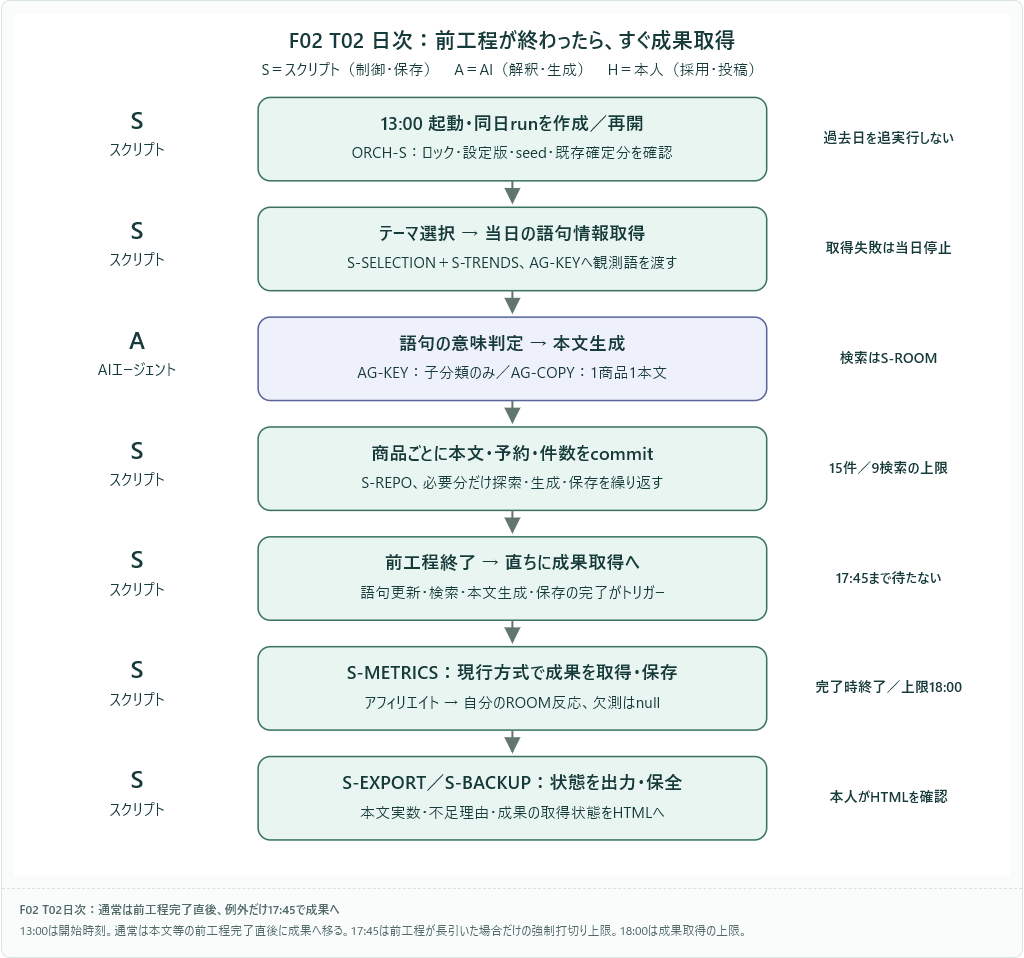 F02 T02 日次：前工程が終わったら、すぐ成果取得
S＝スクリプト（制御・保存） A＝AI（解釈・生成） H＝本人（採用・投稿）
S
スクリプト
13:00 起動・同日runを作成／再開
ORCH-S：ロック・設定版・seed・既存確定分を確認
過去日を追実行しない
S
スクリプト
テーマ選択 → 当日の語句情報取得
S-SELECTION＋S-TRENDS、AG-KEYへ観測語を渡す
取得失敗は当日停止
A
AIエージェント
語句の意味判定 → 本文生成
AG-KEY：子分類のみ／AG-COPY：1商品1本文
検索はS-ROOM
S
スクリプト
商品ごとに本文・予約・件数をcommit
S-REPO、必要分だけ探索・生成・保存を繰り返す
15件／9検索の上限
S
スクリプト
前工程終了 → 直ちに成果取得へ
語句更新・検索・本文生成・保存の完了がトリガー
17:45まで待たない
S
スクリプト
S-METRICS：現行方式で成果を取得・保存
アフィリエイト → 自分のROOM反応、欠測はnull
完了時終了／上限18:00
S
スクリプト
S-EXPORT／S-BACKUP：状態を出力・保全
本文実数・不足理由・成果の取得状態をHTMLへ
本人がHTMLを確認
F02 T02日次：通常は前工程完了直後、例外だけ17:45で成果へ
13:00は開始時刻。通常は本文等の前工程完了直後に成果へ移る。17:45は前工程が長引いた場合だけの強制打切り上限。18:00は成果取得の上限。